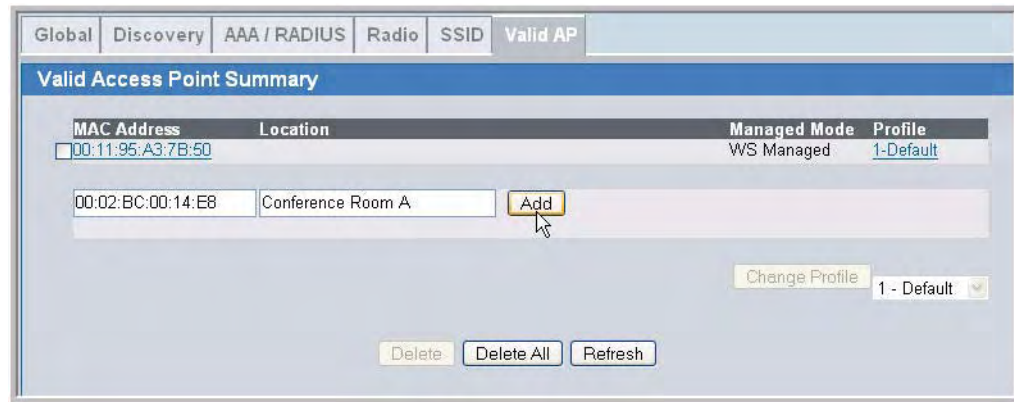 Global Discovery AAA / RADIUS Radio SSID Valid AP
Valid Access Point Summary
MAC Address Location Managed Mode Profile
00:11:95:A3:7B:50 WS Managed 1-Default
00:02:BC:00:14:E8 Conference Room A Add
Change Profile 1 - Default
Delete Delete All Refresh